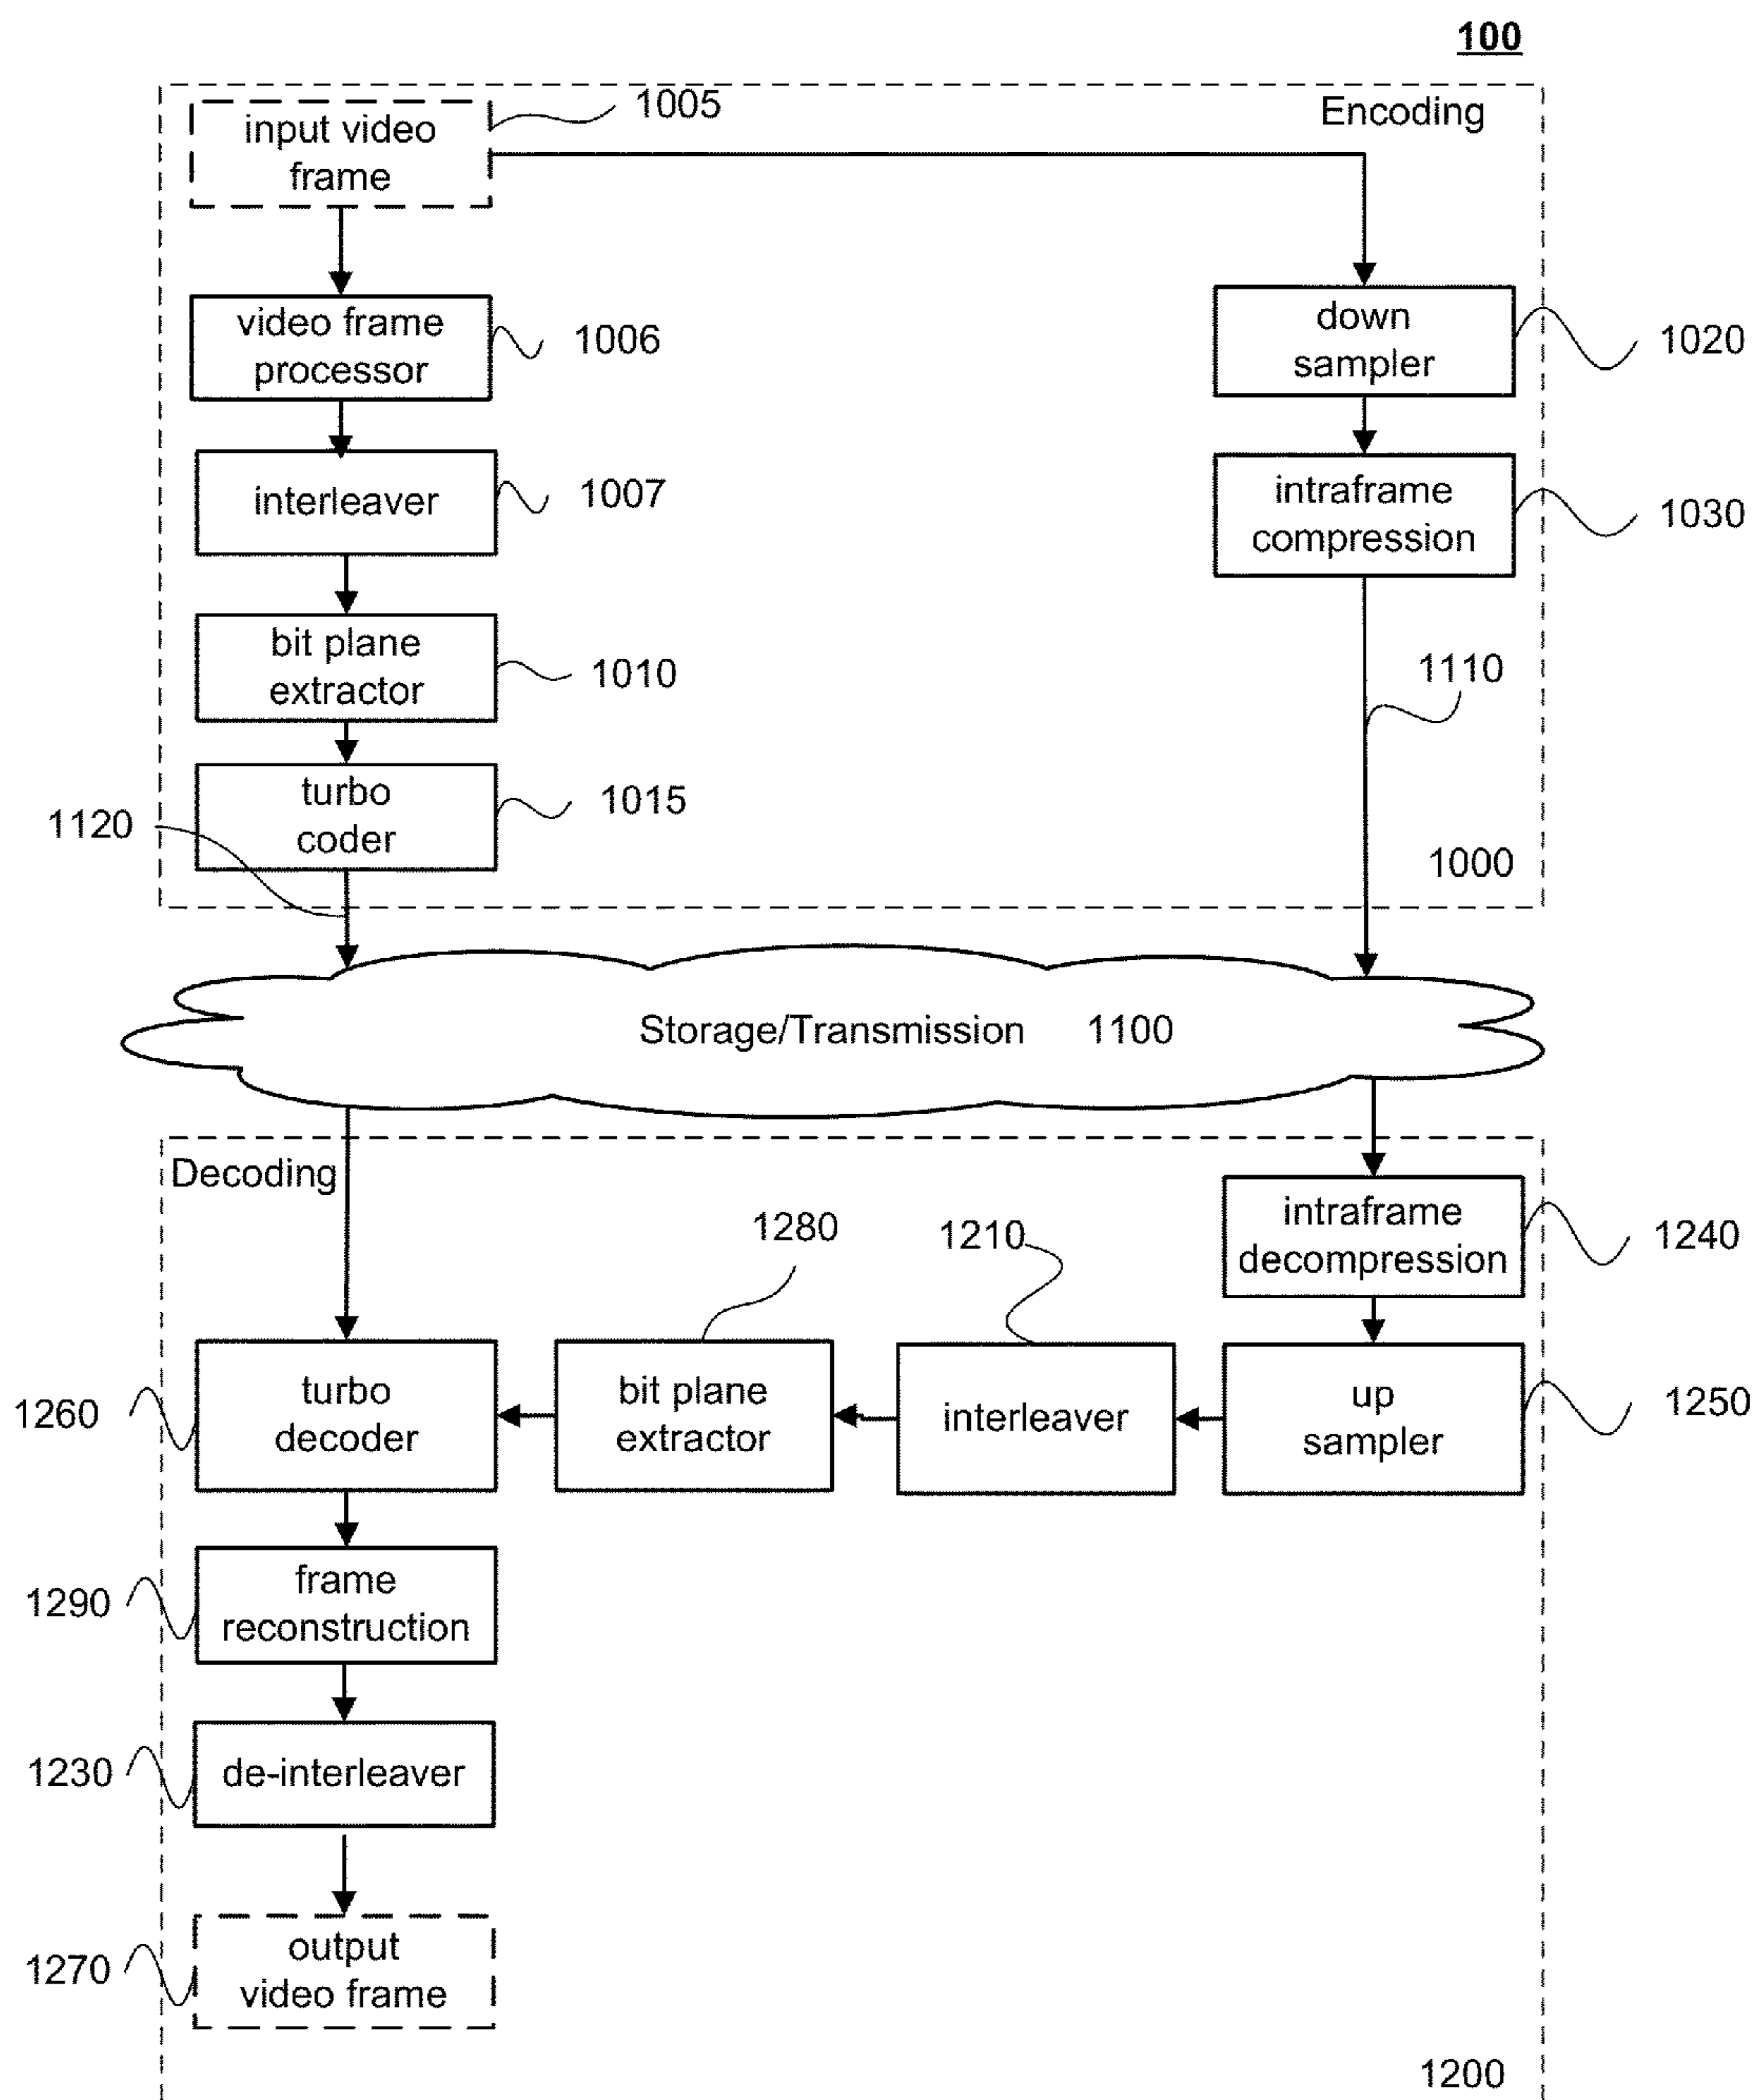 100
Encoding
input video
frame
1005
video frame
processor
1006
down
sampler
1020
interleaver
1007
intraframe
compression
1030
bit plane
extractor
1010
1110
turbo
coder
1015
1120
1000
Storage/Transmission 1100
Decoding
intraframe
decompression
1240
1280
1210
1260
turbo
decoder
bit plane
extractor
interleaver
up
sampler
1250
1290
frame
reconstruction
1230
de-interleaver
1270
output
video frame
1200